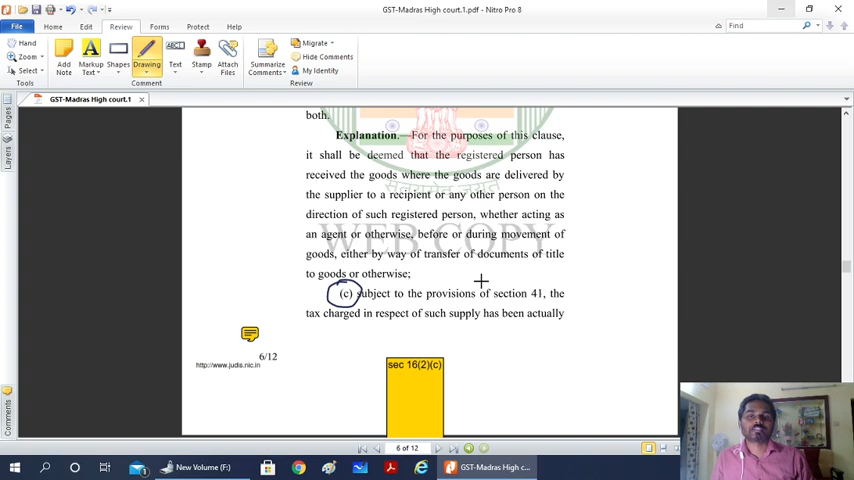 GST-Madras High court.1.pdf - Nitro Pro 8
File Home Edit Review Forms Protect Help
Find
Hand
Zoom
Select
Tools
Add Note
Markup Text
Shapes
Drawing
Text
Stamp
Attach Files
Comment
Summarize Comments
Migrate
Hide Comments
My Identity
Review
GST-Madras High court.1
Pages
Layers
Comments
both.
Explanation.—For the purposes of this clause,
it shall be deemed that the registered person has
received the goods where the goods are delivered by
the supplier to a recipient or any other person on the
direction of such registered person, whether acting as
an agent or otherwise, before or during movement of
goods, either by way of transfer of documents of title
to goods or otherwise;
(c) subject to the provisions of section 41, the
tax charged in respect of such supply has been actually
सत्यमेव जयते
WEB COPY
6/12
http://www.judis.nic.in
sec 16(2)(c)
6 of 12
New Volume (F:)
GST-Madras High c...